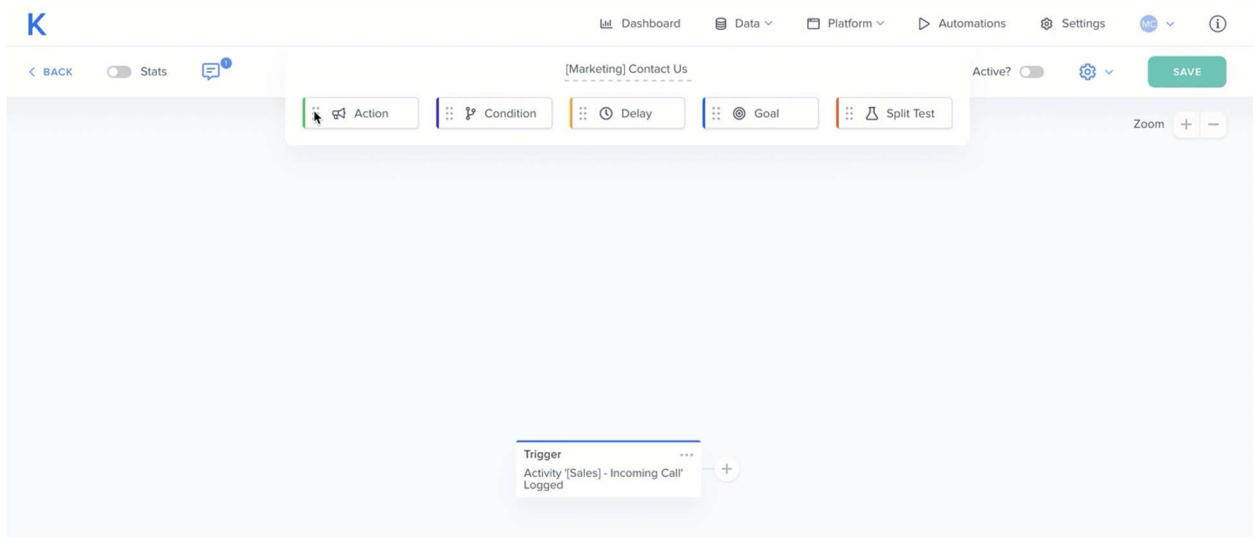 K
Dashboard
Data
Platform
Automations
Settings
MC
i
BACK
Stats
1
[Marketing] Contact Us
Active?
SAVE
Action
Condition
Delay
Goal
Split Test
Zoom
+
−
Trigger
Activity '[Sales] - Incoming Call'
Logged
+